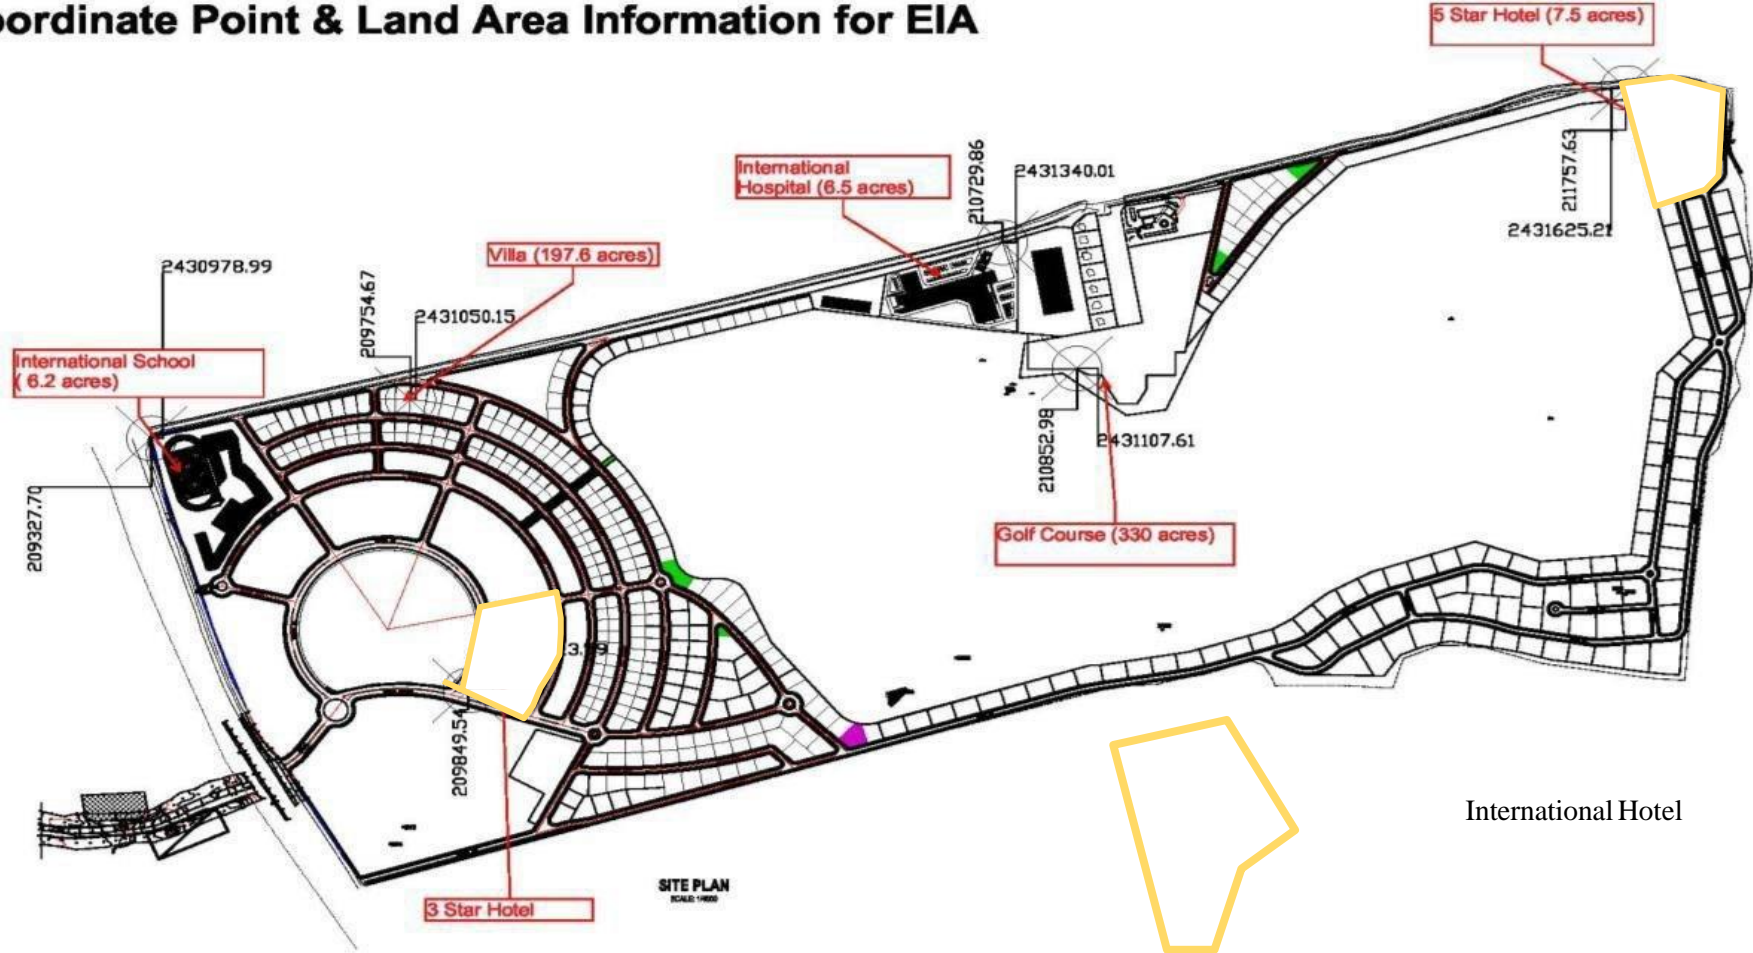 oordinate Point & Land Area Information for EIA
5 Star Hotel (7.5 acres)
International
Hospital (6.5 acres)
210729.86
2431340.01
211757.63
2431625.21
Villa (197.6 acres)
2430978.99
209754.67
2431050.15
International School
( 6.2 acres)
209327.70
210852.98
2431107.61
Golf Course (330 acres)
209849.54
International Hotel
SITE PLAN
3 Star Hotel